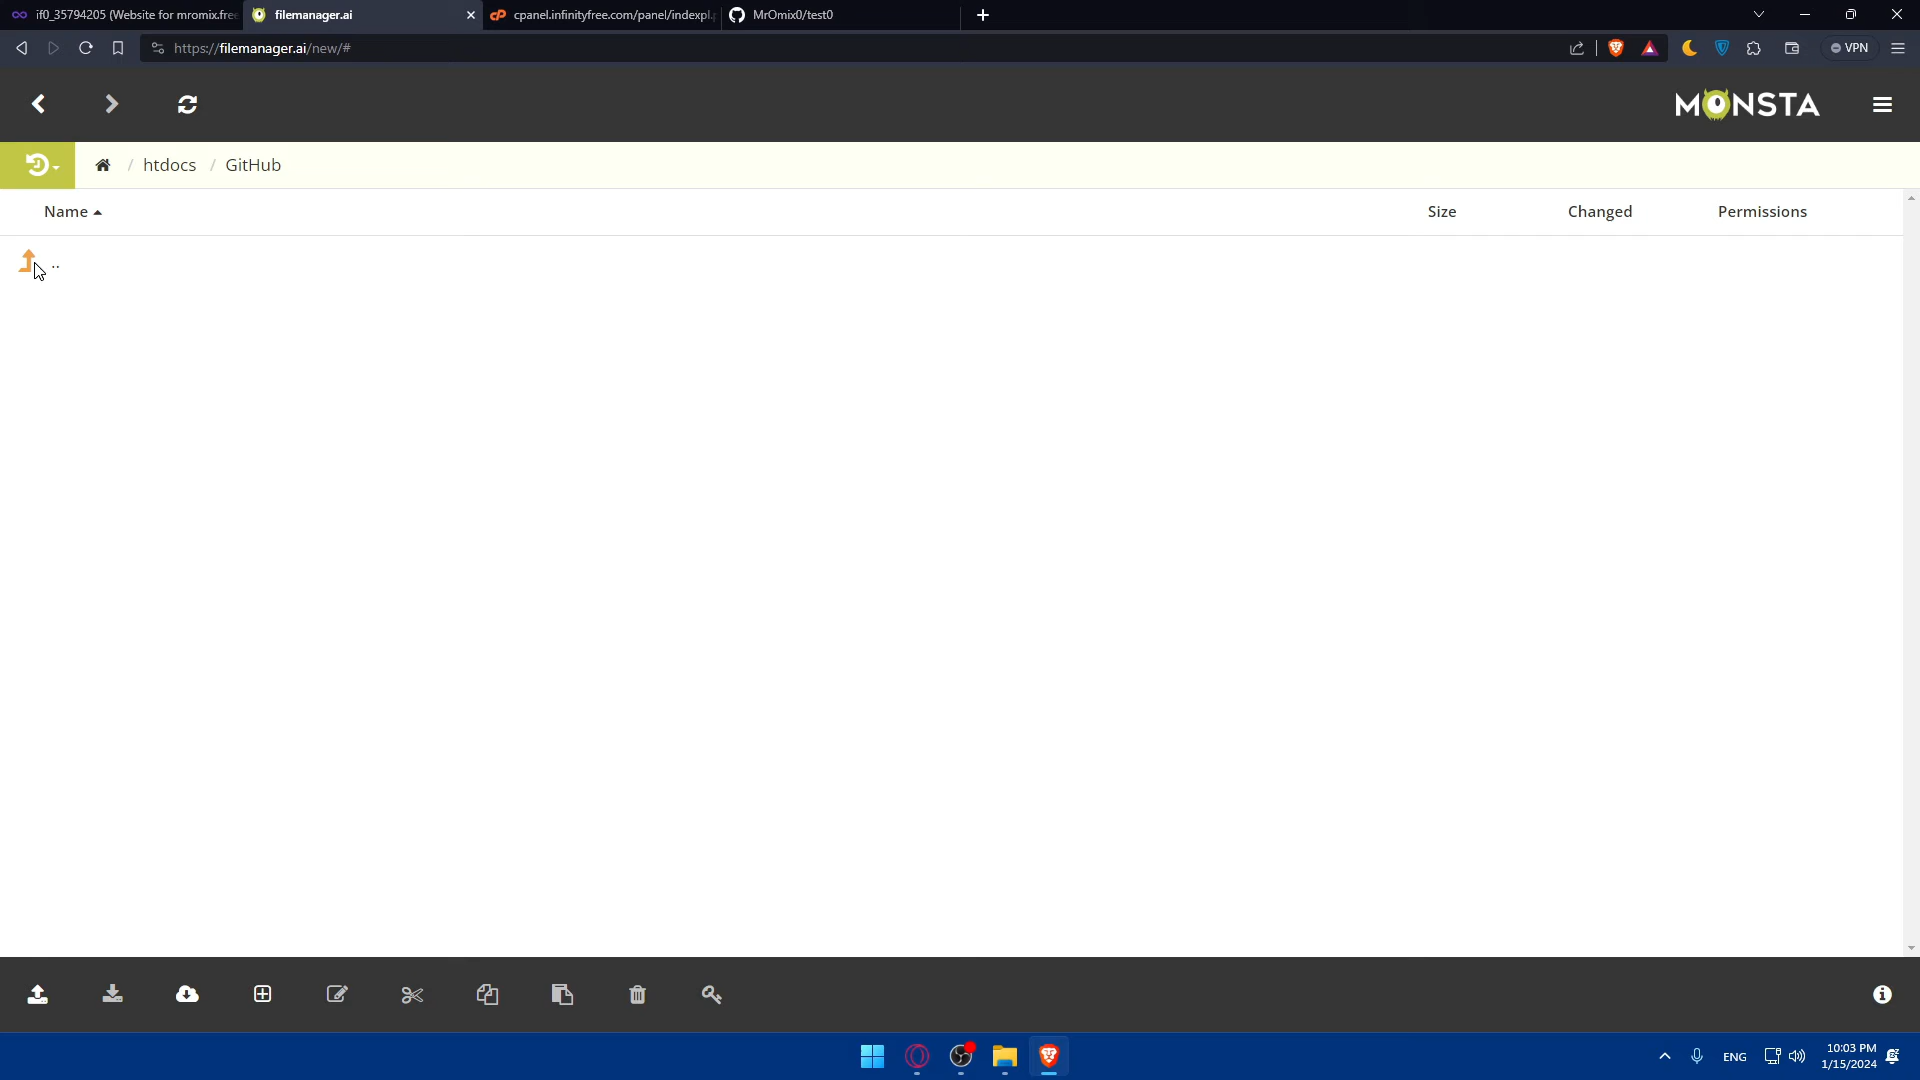 if0_35794205 (Website for mromix.free
filemanager.ai
cpanel.infinityfree.com/panel/indexpl.p
MrOmix0/test0
https://filemanager.ai/new/#
VPN
MONSTA
/ htdocs / GitHub
Name
Size
Changed
Permissions
..
ENG
10:03 PM
1/15/2024